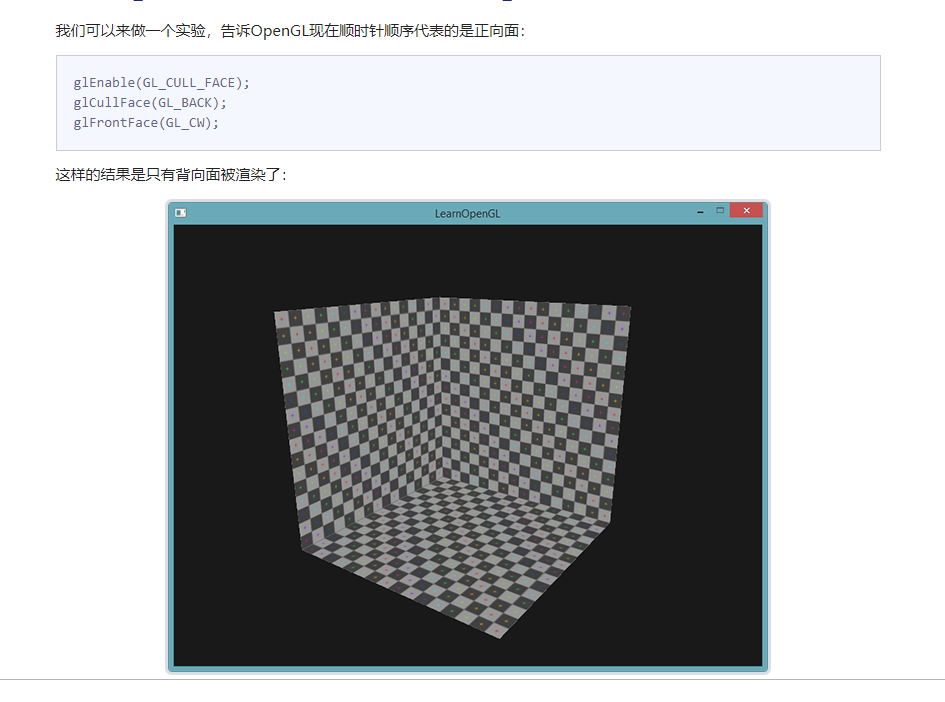 我们可以来做一个实验，告诉OpenGL现在顺时针顺序代表的是正向面：
glEnable(GL_CULL_FACE);
glCullFace(GL_BACK);
glFrontFace(GL_CW);
这样的结果是只有背向面被渲染了：
LearnOpenGL